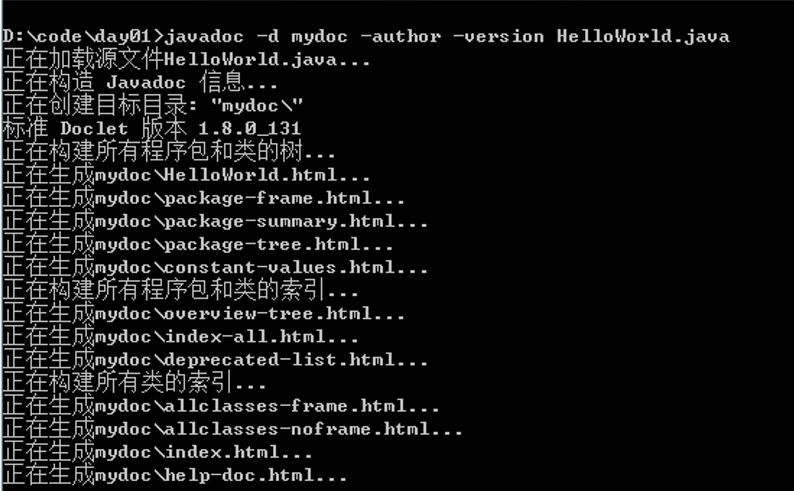 D:\code\day01>javadoc -d mydoc -author -version HelloWorld.java
正在加载源文件HelloWorld.java...
正在构造 Javadoc 信息...
正在创建目标目录: "mydoc\"
标准 Doclet 版本 1.8.0_131
正在构建所有程序包和类的树...
正在生成mydoc\HelloWorld.html...
正在生成mydoc\package-frame.html...
正在生成mydoc\package-summary.html...
正在生成mydoc\package-tree.html...
正在生成mydoc\constant-values.html...
正在构建所有程序包和类的索引...
正在生成mydoc\overview-tree.html...
正在生成mydoc\index-all.html...
正在生成mydoc\deprecated-list.html...
正在构建所有类的索引...
正在生成mydoc\allclasses-frame.html...
正在生成mydoc\allclasses-noframe.html...
正在生成mydoc\index.html...
正在生成mydoc\help-doc.html...